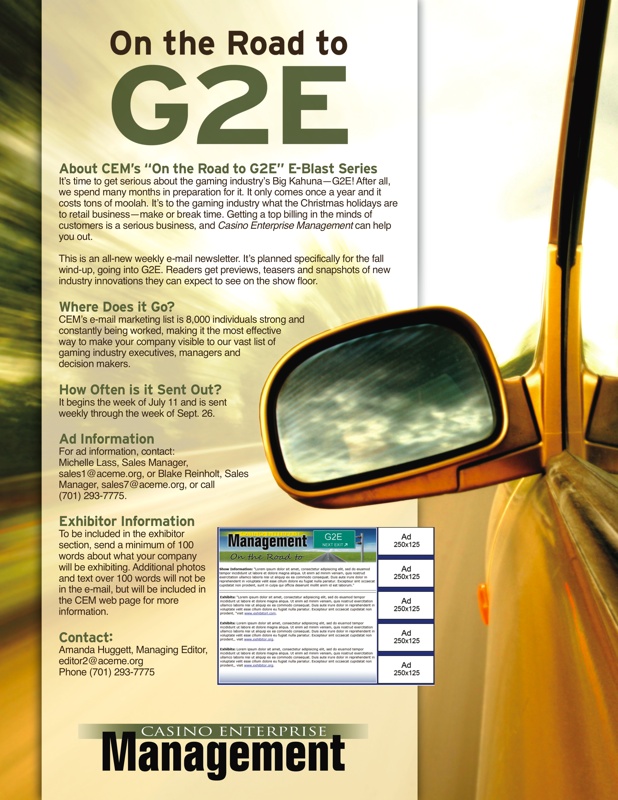 On the Road to
G2E
About CEM's “On the Road to G2E” E-Blast Series
It's time to get serious about the gaming industry's Big Kahuna—G2E! After all,
we spend many months in preparation for it. It only comes once a year and it
costs tons of moolah. It's to the gaming industry what the Christmas holidays are
to retail business—make or break time. Getting a top billing in the minds of
customers is a serious business, and Casino Enterprise Management can help
you out.
This is an all-new weekly e-mail newsletter. It's planned specifically for the fall
wind-up, going into G2E. Readers get previews, teasers and snapshots of new
industry innovations they can expect to see on the show floor.
Where Does it Go?
CEM's e-mail marketing list is 8,000 individuals strong and
constantly being worked, making it the most effective
way to make your company visible to our vast list of
gaming industry executives, managers and
decision makers.
How Often is it Sent Out?
It begins the week of July 11 and is sent
weekly through the week of Sept. 26.
Ad Information
For ad information, contact:
Michelle Lass, Sales Manager,
sales1@aceme.org, or Blake Reinholt, Sales
Manager, sales7@aceme.org, or call
(701) 293-7775.
Exhibitor Information
To be included in the exhibitor
section, send a minimum of 100
words about what your company
will be exhibiting. Additional photos
and text over 100 words will not be
in the e-mail, but will be included in
the CEM web page for more
information.
Contact:
Amanda Huggett, Managing Editor,
editor2@aceme.org
Phone (701) 293-7775
Management
G2E
NEXT EXIT
On the Road to
Ad
250x125
Ad
250x125
Ad
250x125
Ad
250x125
Ad
250x125
CASINO ENTERPRISE
Management